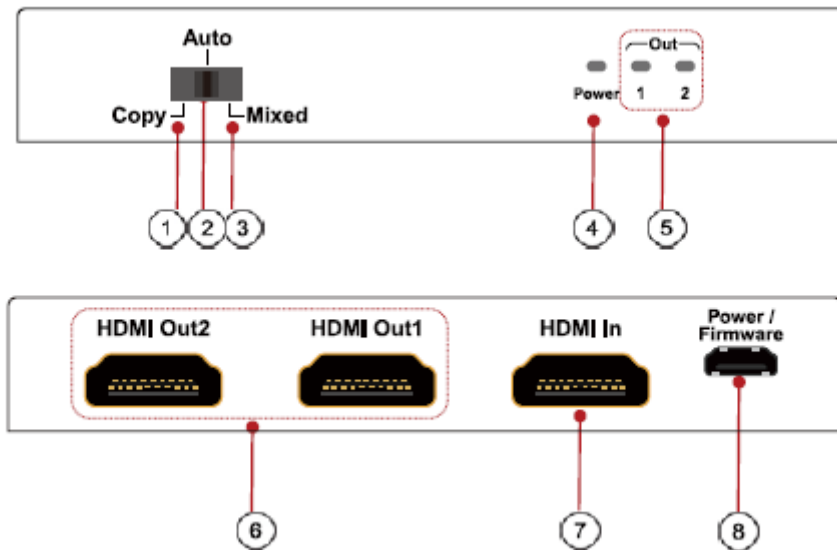 Auto
Copy
Mixed
Out
Power 1 2
1 2 3 4 5
HDMI Out2 HDMI Out1 HDMI In Power /
Firmware
6 7 8